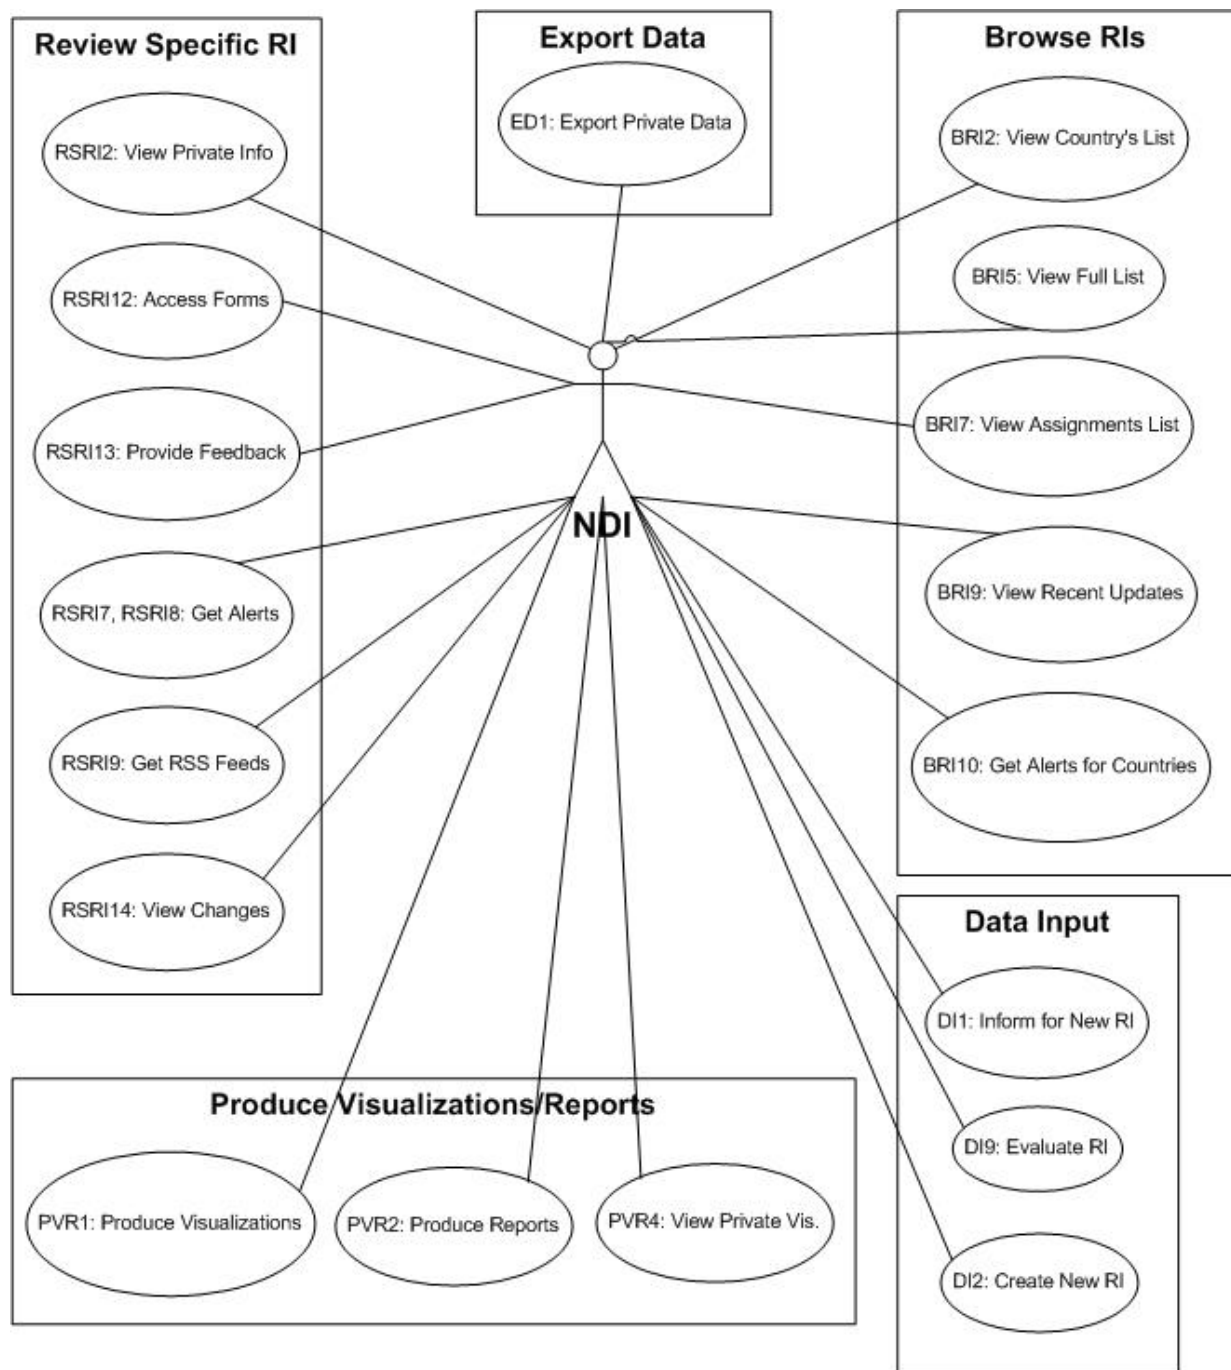 Review Specific RI
RSRI2: View Private Info
RSRI12: Access Forms
RSRI13: Provide Feedback
RSRI7, RSRI8: Get Alerts
RSRI9: Get RSS Feeds
RSRI14: View Changes
Export Data
ED1: Export Private Data
Browse RIs
BRI2: View Country's List
BRI5: View Full List
BRI7: View Assignments List
BRI9: View Recent Updates
BRI10: Get Alerts for Countries
NDI
Data Input
DI1: Inform for New RI
DI9: Evaluate RI
DI2: Create New RI
Produce Visualizations/Reports
PVR1: Produce Visualizations
PVR2: Produce Reports
PVR4: View Private Vis.